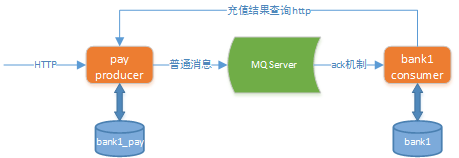 充值结果查询http
HTTP
pay
producer
普通消息
MQ Server
ack机制
bank1
consumer
bank1_pay
bank1